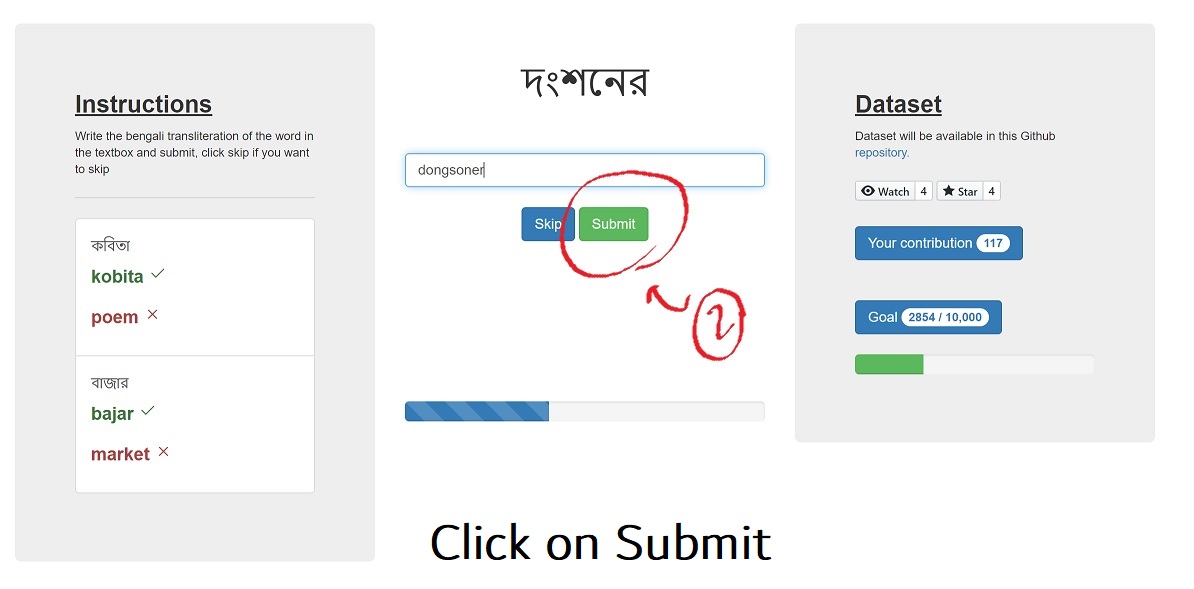 Instructions
Write the bengali transliteration of the word in
the textbox and submit, click skip if you want
to skip
কবিতা
kobita
poem
বাজার
bajar
market
দংশনের
dongsoner
Skip Submit
2
Click on Submit
Dataset
Dataset will be available in this Github
repository.
Watch 4 Star 4
Your contribution 117
Goal 2854 / 10,000